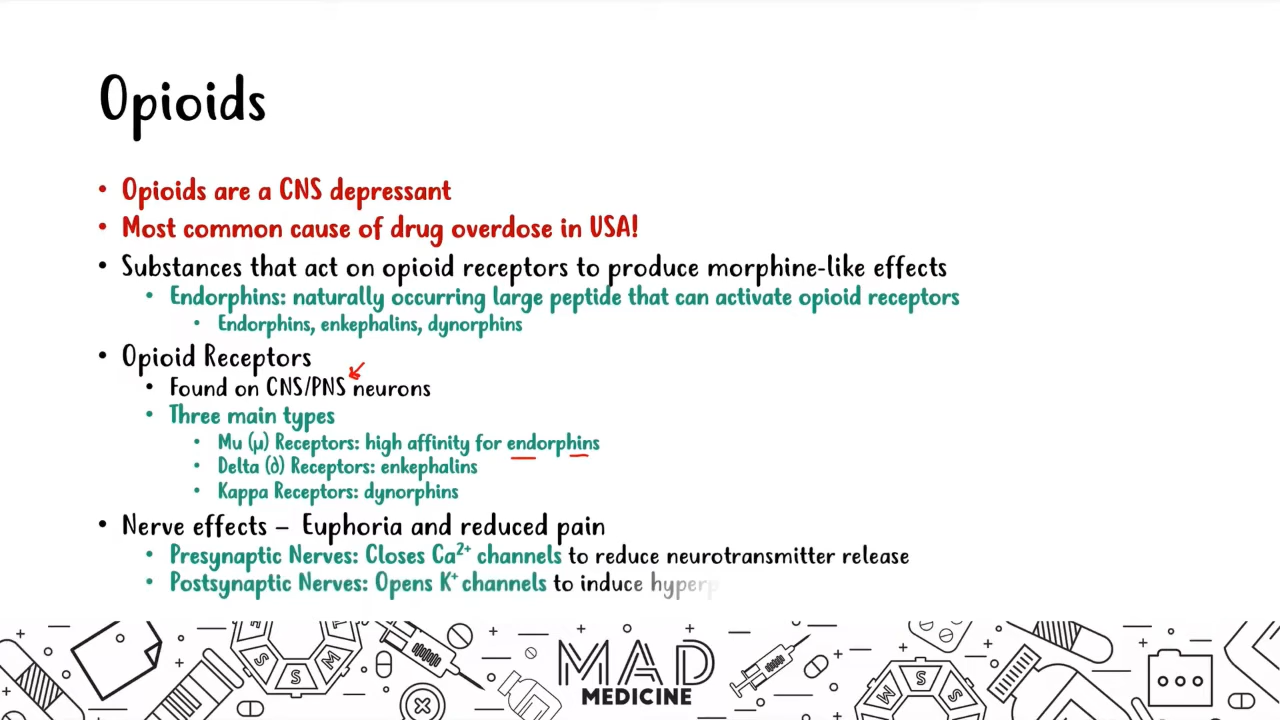 Opioids
• Opioids are a CNS depressant
• Most common cause of drug overdose in USA!
• Substances that act on opioid receptors to produce morphine-like effects
• Endorphins: naturally occurring large peptide that can activate opioid receptors
• Endorphins, enkephalins, dynorphins
• Opioid Receptors
• Found on CNS/PNS neurons
• Three main types
• Mu (µ) Receptors: high affinity for endorphins
• Delta (∂) Receptors: enkephalins
• Kappa Receptors: dynorphins
• Nerve effects – Euphoria and reduced pain
• Presynaptic Nerves: Closes Ca²⁺ channels to reduce neurotransmitter release
• Postsynaptic Nerves: Opens K⁺ channels to induce
MAD
MEDICINE